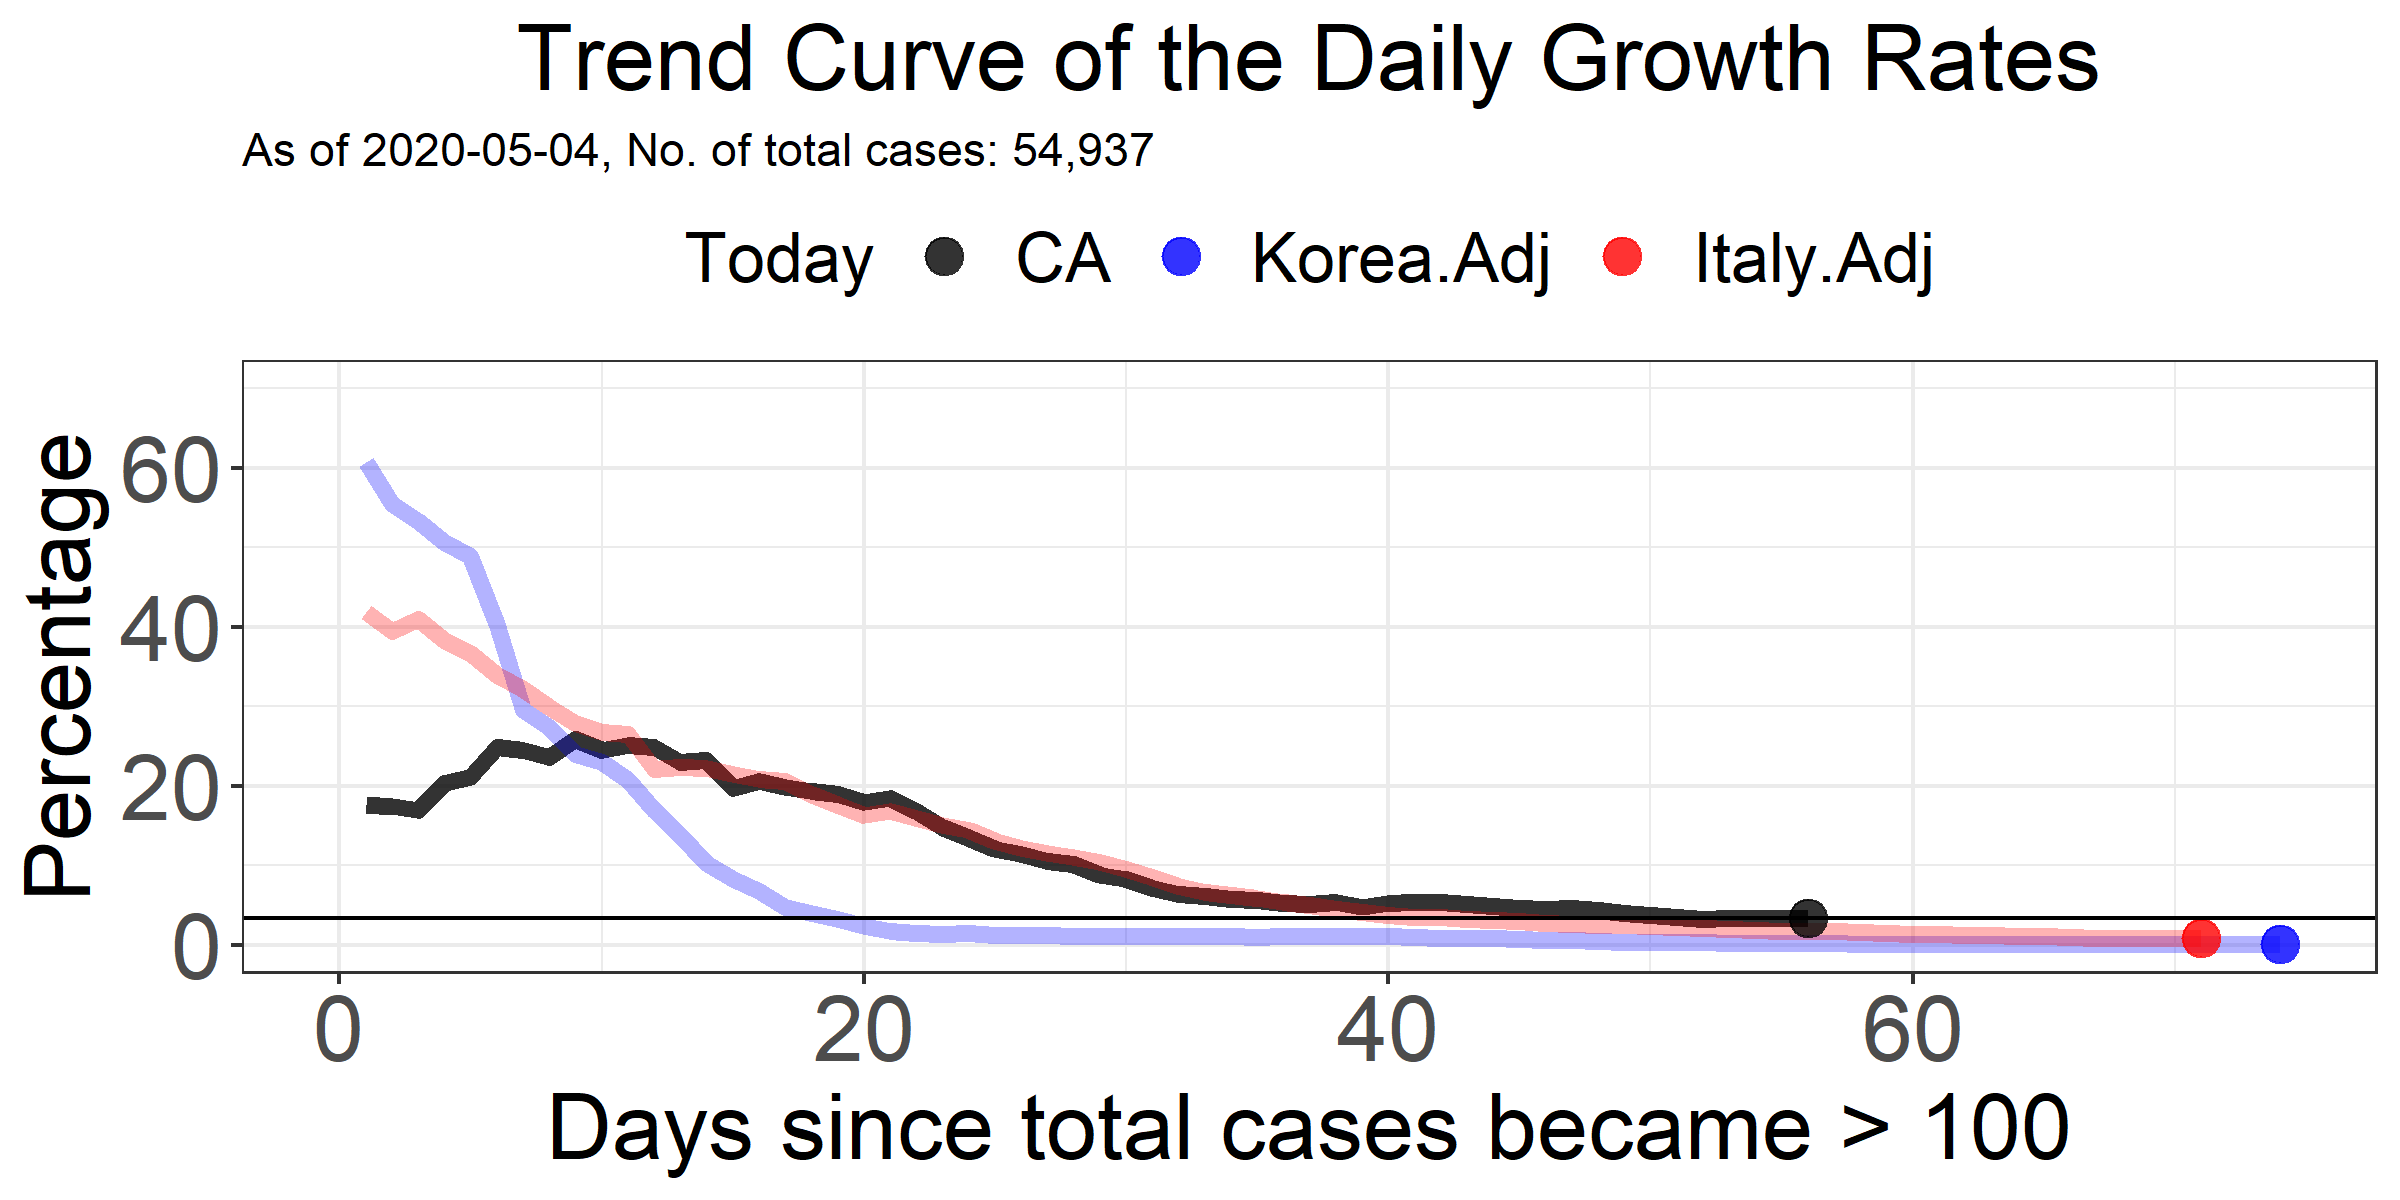 Trend Curve of the Daily Growth Rates
As of 2020-05-04, No. of total cases: 54,937
Today CA Korea.Adj Italy.Adj
Percentage
60
40
20
0
0 20 40 60
Days since total cases became > 100